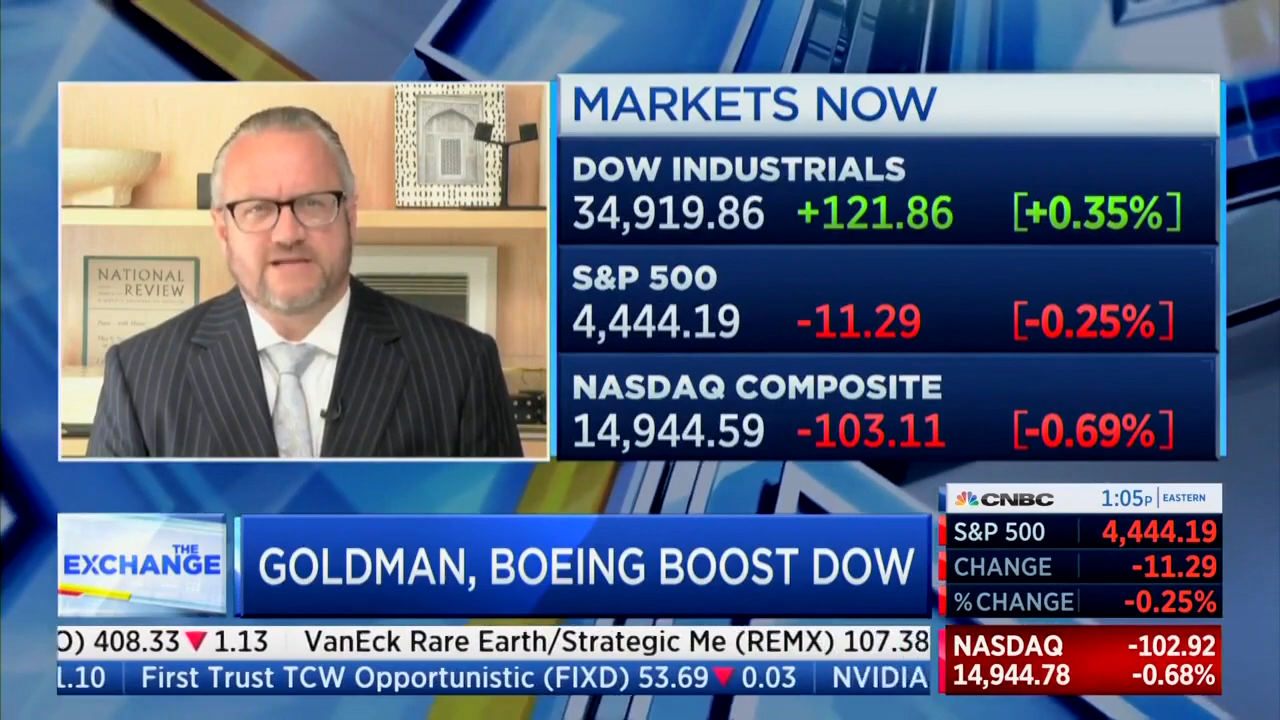 NATIONAL
REVIEW
MARKETS NOW
DOW INDUSTRIALS
34,919.86 +121.86 [+0.35%]
S&P 500
4,444.19 -11.29 [-0.25%]
NASDAQ COMPOSITE
14,944.59 -103.11 [-0.69%]
THE
EXCHANGE
GOLDMAN, BOEING BOOST DOW
CNBC 1:05P EASTERN
S&P 500 4,444.19
CHANGE -11.29
% CHANGE -0.25%
NASDAQ -102.92
14,944.78 -0.68%
O) 408.33▼1.13 VanEck Rare Earth/Strategic Me (REMX) 107.38
1.10 First Trust TCW Opportunistic (FIXD) 53.69▼0.03 NVIDIA